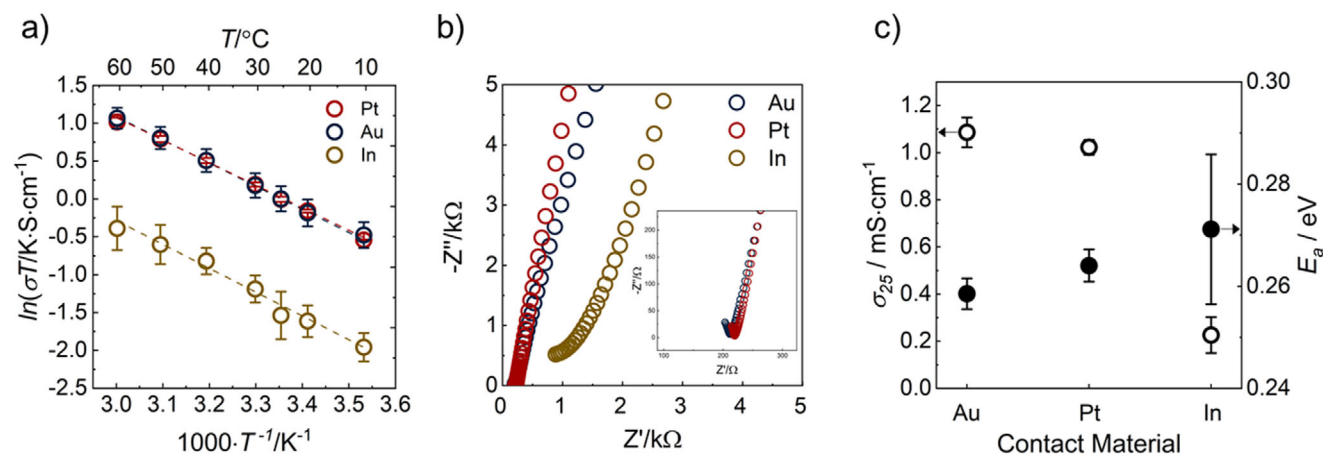 a)
T/°C
60 50 40 30 20 10
1.5
1.0
0.5
0.0
-0.5
-1.0
-1.5
-2.0
-2.5
ln(σT/K·S·cm⁻¹)
Pt
Au
In
3.0 3.1 3.2 3.3 3.4 3.5 3.6
1000·T⁻¹/K⁻¹
b)
5
4
3
2
1
0
-Z''/kΩ
Au
Pt
In
200
150
100
50
0
-Z''/Ω
100 200 300
Z'/Ω
0 1 2 3 4 5
Z'/kΩ
c)
1.2
1.0
0.8
0.6
0.4
0.2
0.0
σ₂₅ / mS·cm⁻¹
0.30
0.28
0.26
0.24
Eₐ / eV
Au Pt In
Contact Material